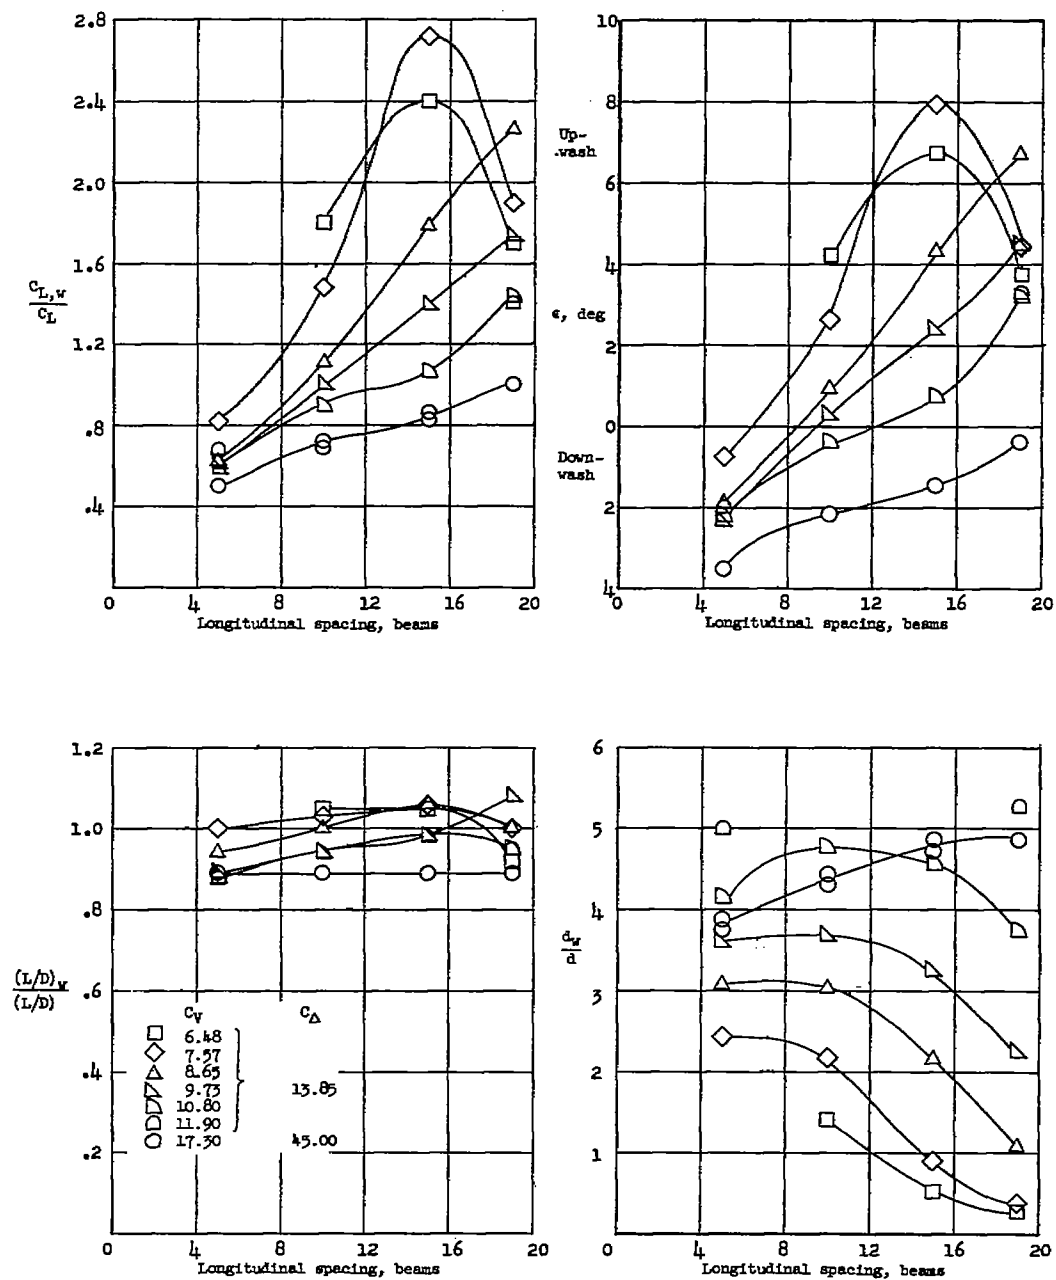 2.8
2.4
2.0
1.6
1.2
.8
.4
C_L,w
C_L
0 4 8 12 16 20
Longitudinal spacing, beams
10
8
6
4
2
0
2
4
Up-
wash
ϵ, deg
Down-
wash
0 4 8 12 16 20
Longitudinal spacing, beams
1.2
1.0
.8
.6
.4
.2
(L/D)_w
(L/D)
C_V C_Δ
6.48
7.57
8.65
9.73 13.85
10.80
11.90
17.30 45.00
0 4 8 12 16 20
Longitudinal spacing, beams
6
5
4
3
2
1
d_w
d
0 4 8 12 16 20
Longitudinal spacing, beams